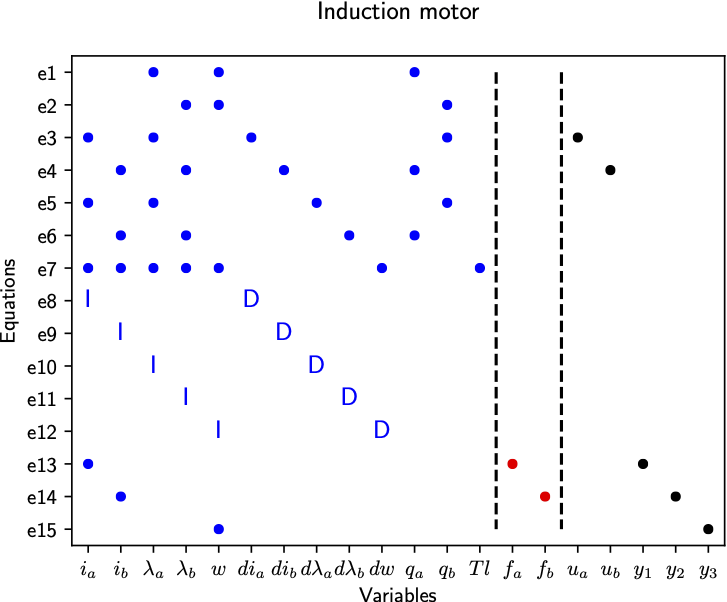 Induction motor
e1
e2
e3
e4
e5
e6
e7
e8 I D
e9 I D
e10 I D
e11 I D
e12 I D
e13
e14
e15
Equations
i_a i_b λ_a λ_b w di_a di_b dλ_a dλ_b dw q_a q_b Tl f_a f_b u_a u_b y_1 y_2 y_3
Variables